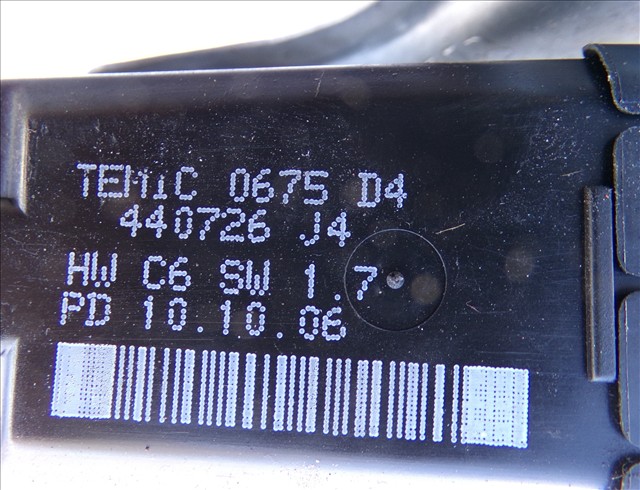 TEMIC 0675 D4
440726 J4
HW C6 SW 1.7
PD 10.10.06